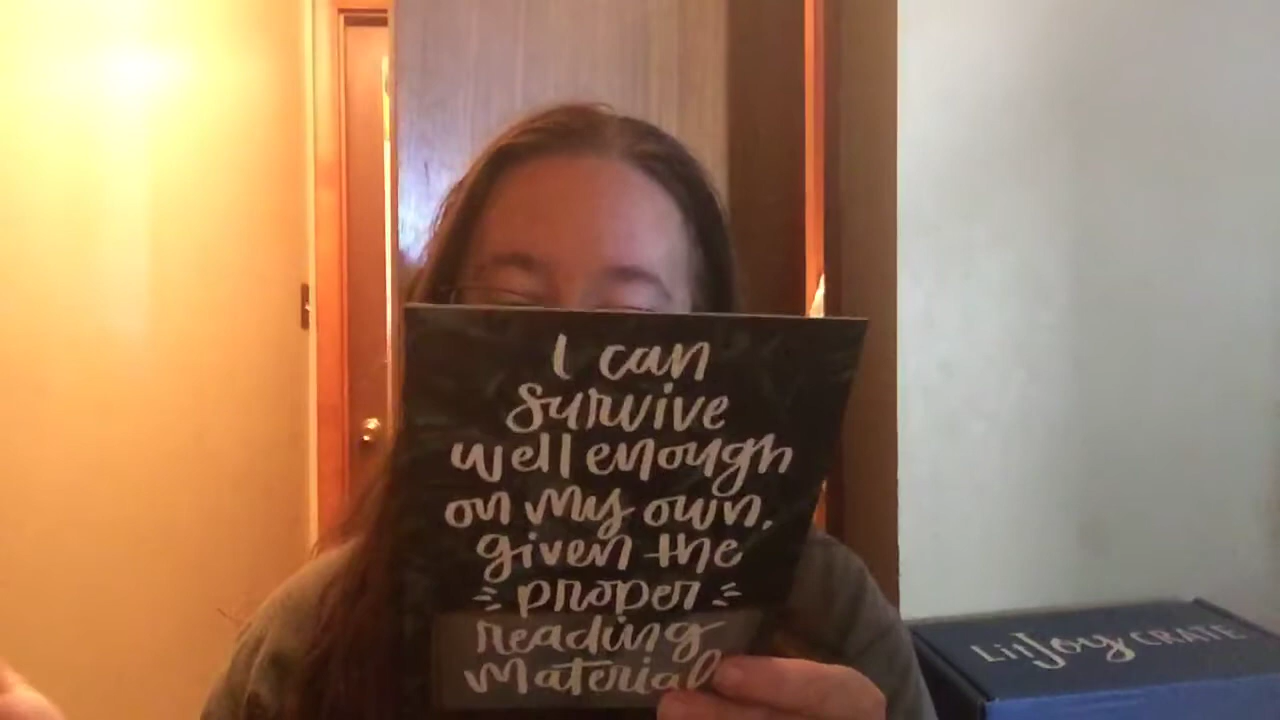 I can
survive
well enough
on my own,
given the
proper
reading
material
LitJoy CRATE